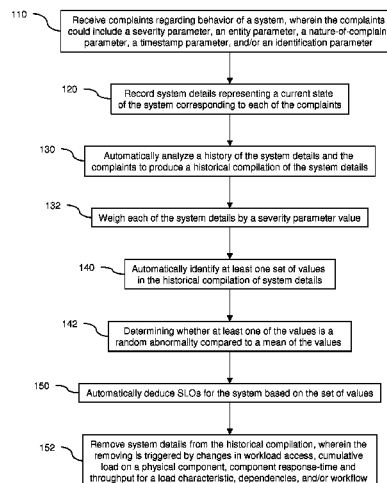 110
Receive complaints regarding behavior of a system, wherein the complaints
could include a severity parameter, an entity parameter, a nature-of-complain
parameter, a timestamp parameter, and/or an identification parameter
120
Record system details representing a current state
of the system corresponding to each of the complaints
130
Automatically analyze a history of the system details and the
complaints to produce a historical compilation of the system details
132
Weigh each of the system details by a severity parameter value
140
Automatically identify at least one set of values
in the historical compilation of system details
142
Determining whether at least one of the values is a
random abnormality compared to a mean of the values
150
Automatically deduce SLOs for the system based on the set of values
152
Remove system details from the historical compilation, wherein the
removing is triggered by changes in workload access, cumulative
load on a physical component, component response-time and
throughput for a load characteristic, dependencies, and/or workflow